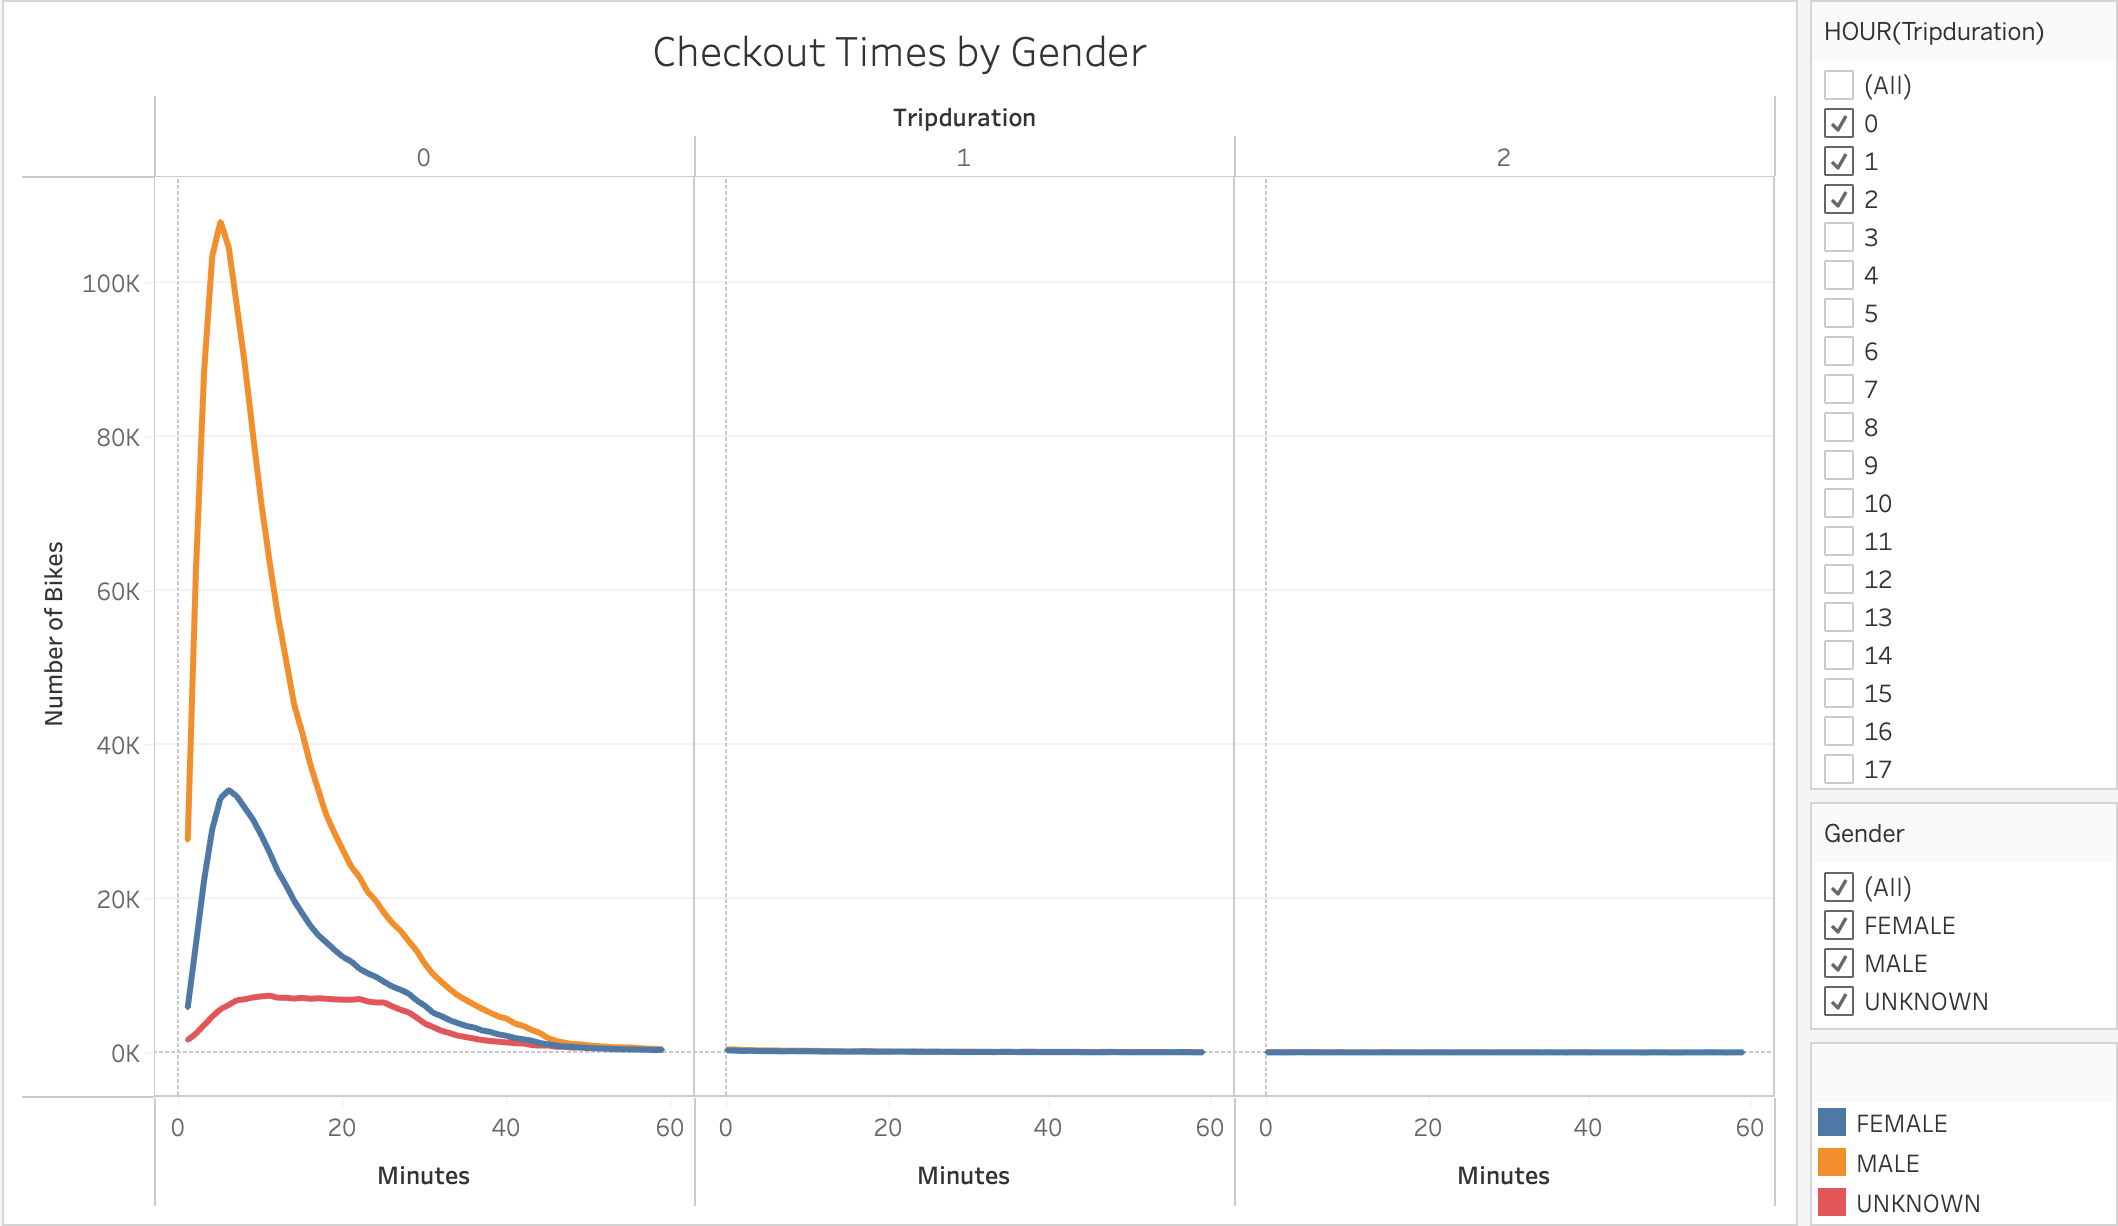 Checkout Times by Gender
Tripduration
0 1 2
Number of Bikes
100K
80K
60K
40K
20K
0K
0 20 40 60 0 20 40 60 0 20 40 60
Minutes Minutes Minutes
HOUR(Tripduration)
(All)
0
1
2
3
4
5
6
7
8
9
10
11
12
13
14
15
16
17
Gender
(All)
FEMALE
MALE
UNKNOWN
FEMALE
MALE
UNKNOWN